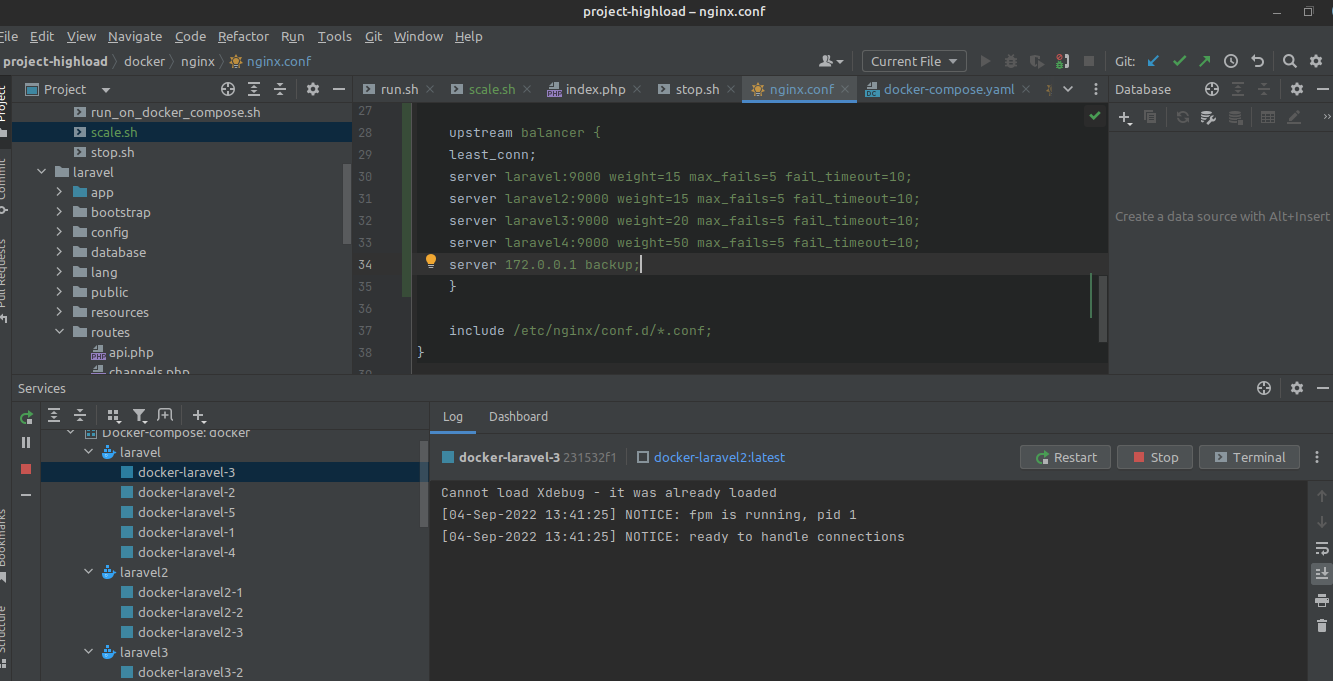 project-highload – nginx.conf
File Edit View Navigate Code Refactor Run Tools Git Window Help
project-highload docker nginx nginx.conf
Current File
Git:
Project
run.sh scale.sh index.php stop.sh nginx.conf docker-compose.yaml
Database
Project
Commit
Pull Requests
Bookmarks
Structure
run_on_docker_compose.sh
scale.sh
stop.sh
laravel
app
bootstrap
config
database
lang
public
resources
routes
api.php
channels.php
27
28 upstream balancer {
29 least_conn;
30 server laravel:9000 weight=15 max_fails=5 fail_timeout=10;
31 server laravel2:9000 weight=15 max_fails=5 fail_timeout=10;
32 server laravel3:9000 weight=20 max_fails=5 fail_timeout=10;
33 server laravel4:9000 weight=50 max_fails=5 fail_timeout=10;
34 server 172.0.0.1 backup;
35 }
36
37 include /etc/nginx/conf.d/*.conf;
38 }
39
Create a data source with Alt+Insert
Services
Docker-compose: docker
laravel
docker-laravel-3
docker-laravel-2
docker-laravel-5
docker-laravel-1
docker-laravel-4
laravel2
docker-laravel2-1
docker-laravel2-2
docker-laravel2-3
laravel3
docker-laravel3-2
Log Dashboard
docker-laravel-3 231532f1 docker-laravel2:latest
Restart Stop Terminal
Cannot load Xdebug - it was already loaded
[04-Sep-2022 13:41:25] NOTICE: fpm is running, pid 1
[04-Sep-2022 13:41:25] NOTICE: ready to handle connections